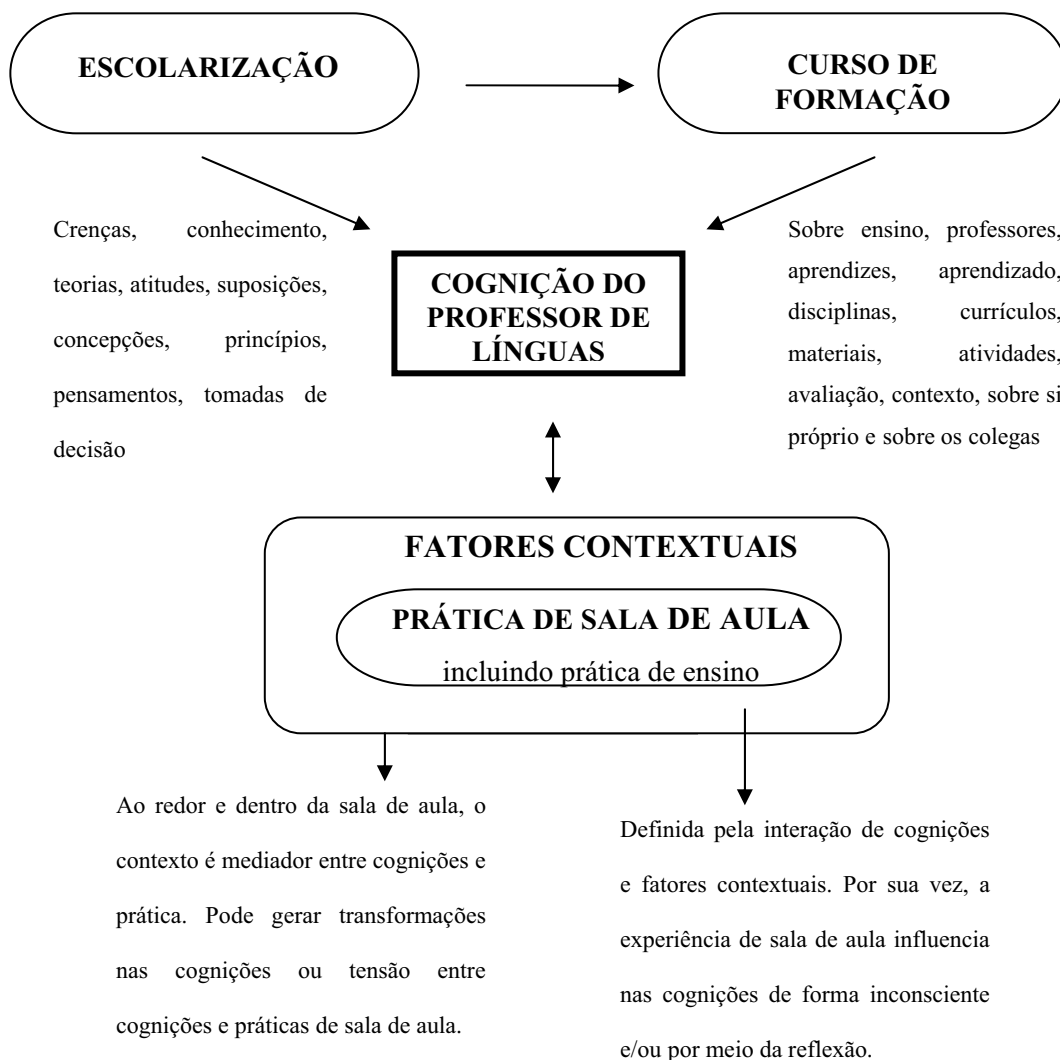 ESCOLARIZAÇÃO
CURSO DE
FORMAÇÃO
Crenças, conhecimento,
teorias, atitudes, suposições,
concepções, princípios,
pensamentos, tomadas de
decisão
COGNIÇÃO DO
PROFESSOR DE
LÍNGUAS
Sobre ensino, professores,
aprendizes, aprendizado,
disciplinas, currículos,
materiais, atividades,
avaliação, contexto, sobre si
próprio e sobre os colegas
FATORES CONTEXTUAIS
PRÁTICA DE SALA DE AULA
incluindo prática de ensino
Ao redor e dentro da sala de aula, o
contexto é mediador entre cognições e
prática. Pode gerar transformações
nas cognições ou tensão entre
cognições e práticas de sala de aula.
Definida pela interação de cognições
e fatores contextuais. Por sua vez, a
experiência de sala de aula influencia
nas cognições de forma inconsciente
e/ou por meio da reflexão.